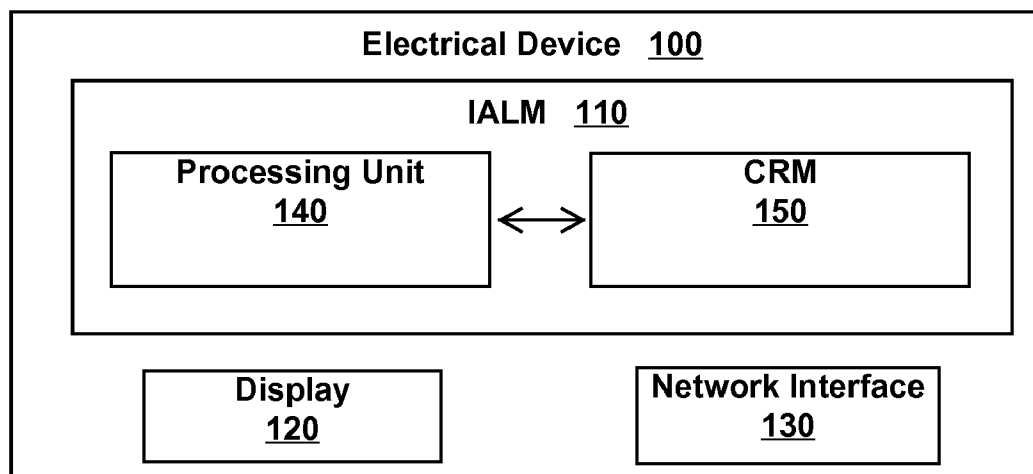 Electrical Device 100
IALM 110
Processing Unit
140
CRM
150
Display
120
Network Interface
130